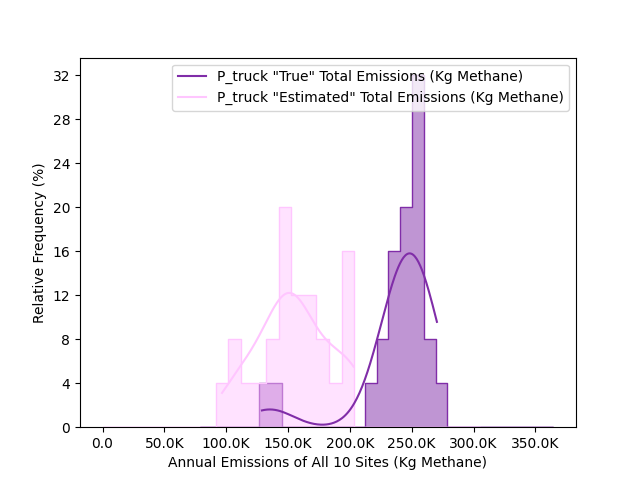 P_truck "True" Total Emissions (Kg Methane)
P_truck "Estimated" Total Emissions (Kg Methane)
32
28
24
20
16
12
8
4
0
Relative Frequency (%)
0.0 50.0K 100.0K 150.0K 200.0K 250.0K 300.0K 350.0K
Annual Emissions of All 10 Sites (Kg Methane)